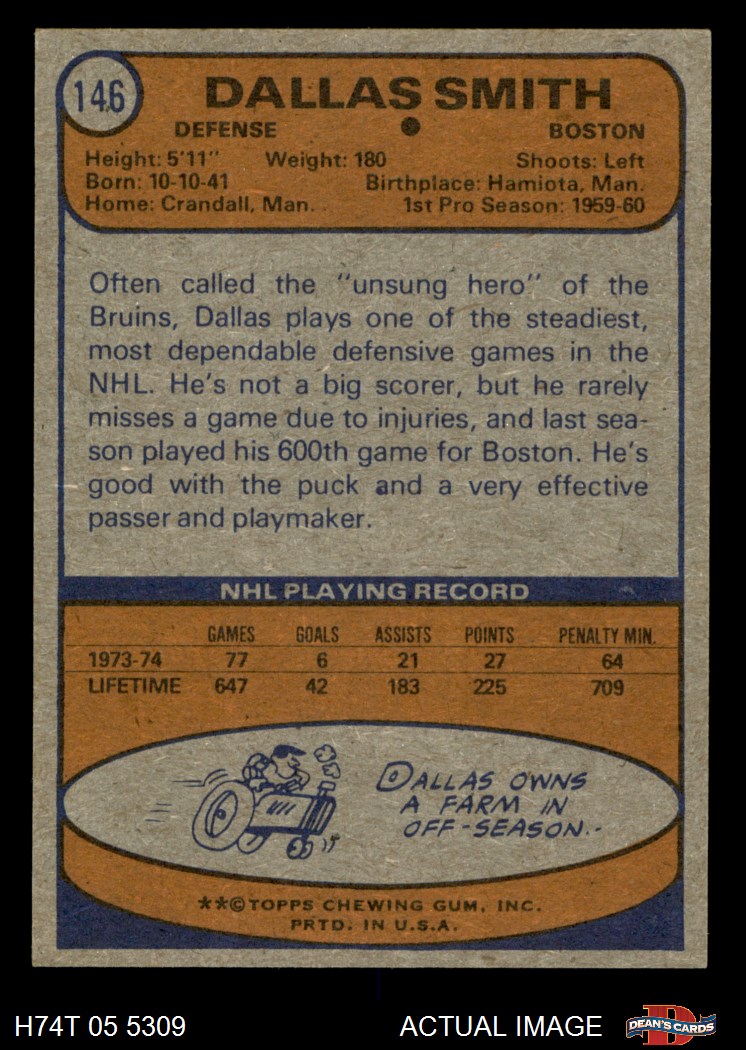 146
DALLAS SMITH
DEFENSE BOSTON
Height: 5'11" Weight: 180 Shoots: Left
Born: 10-10-41 Birthplace: Hamiota, Man.
Home: Crandall, Man. 1st Pro Season: 1959-60
Often called the "unsung hero" of the
Bruins, Dallas plays one of the steadiest,
most dependable defensive games in the
NHL. He's not a big scorer, but he rarely
misses a game due to injuries, and last sea-
son played his 600th game for Boston. He's
good with the puck and a very effective
passer and playmaker.
NHL PLAYING RECORD
GAMES GOALS ASSISTS POINTS PENALTY MIN.
1973-74 77 6 21 27 64
LIFETIME 647 42 183 225 709
DALLAS OWNS
A FARM IN
OFF-SEASON..
**©TOPPS CHEWING GUM, INC.
PRTD. IN U.S.A.
H74T 05 5309 ACTUAL IMAGE D DEAN'S CARDS